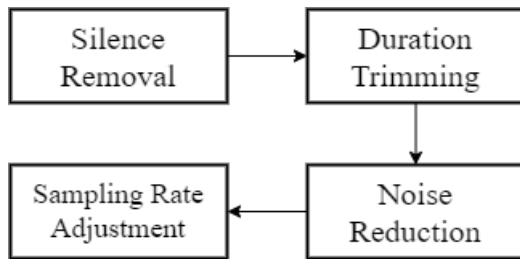 Silence
Removal
Duration
Trimming
Noise
Reduction
Sampling Rate
Adjustment